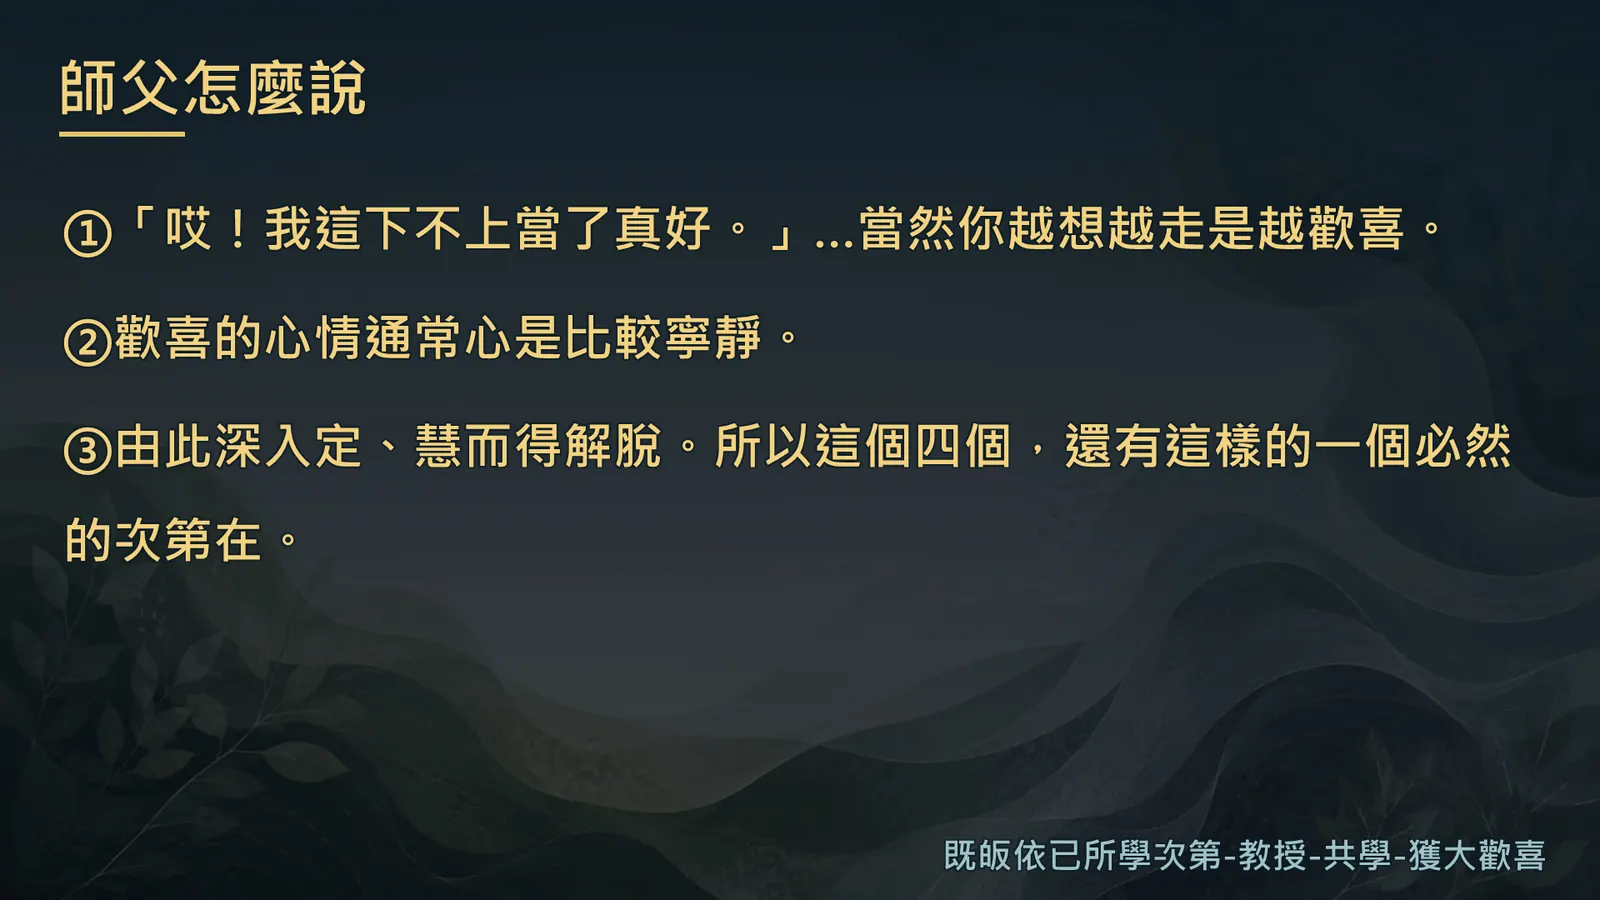 師父怎麼說
①「哎！我這下不上當了真好。」…當然你越想越走是越歡喜。
②歡喜的心情通常心是比較寧靜。
③由此深入定、慧而得解脫。所以這個四個，還有這樣的一個必然
的次第在。
既皈依已所學次第-教授-共學-獲大歡喜